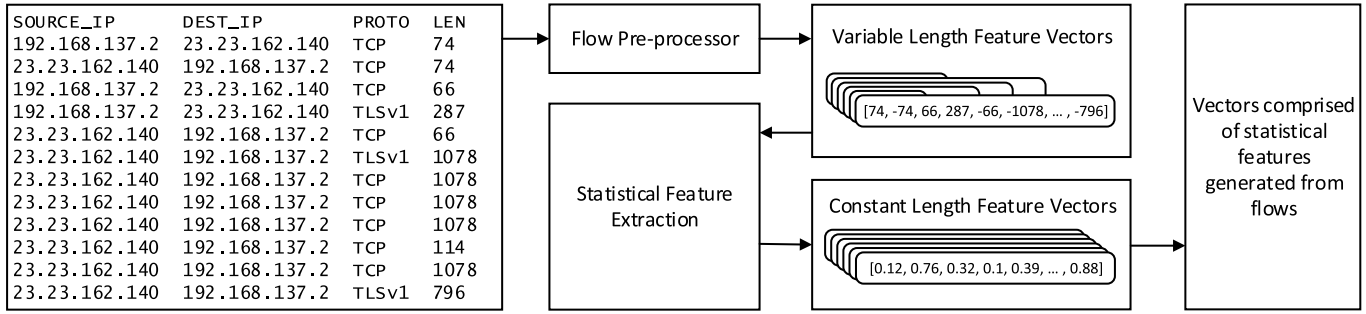 SOURCE_IP DEST_IP PROTO LEN
192.168.137.2 23.23.162.140 TCP 74
23.23.162.140 192.168.137.2 TCP 74
192.168.137.2 23.23.162.140 TCP 66
192.168.137.2 23.23.162.140 TLSv1 287
23.23.162.140 192.168.137.2 TCP 66
23.23.162.140 192.168.137.2 TLSv1 1078
23.23.162.140 192.168.137.2 TCP 1078
23.23.162.140 192.168.137.2 TCP 1078
23.23.162.140 192.168.137.2 TCP 1078
23.23.162.140 192.168.137.2 TCP 114
23.23.162.140 192.168.137.2 TCP 1078
23.23.162.140 192.168.137.2 TLSv1 796
Flow Pre-processor
Variable Length Feature Vectors
[74, -74, 66, 287, -66, -1078, ... , -796]
Statistical Feature
Extraction
Constant Length Feature Vectors
[0.12, 0.76, 0.32, 0.1, 0.39, ... , 0.88]
Vectors comprised
of statistical
features
generated from
flows